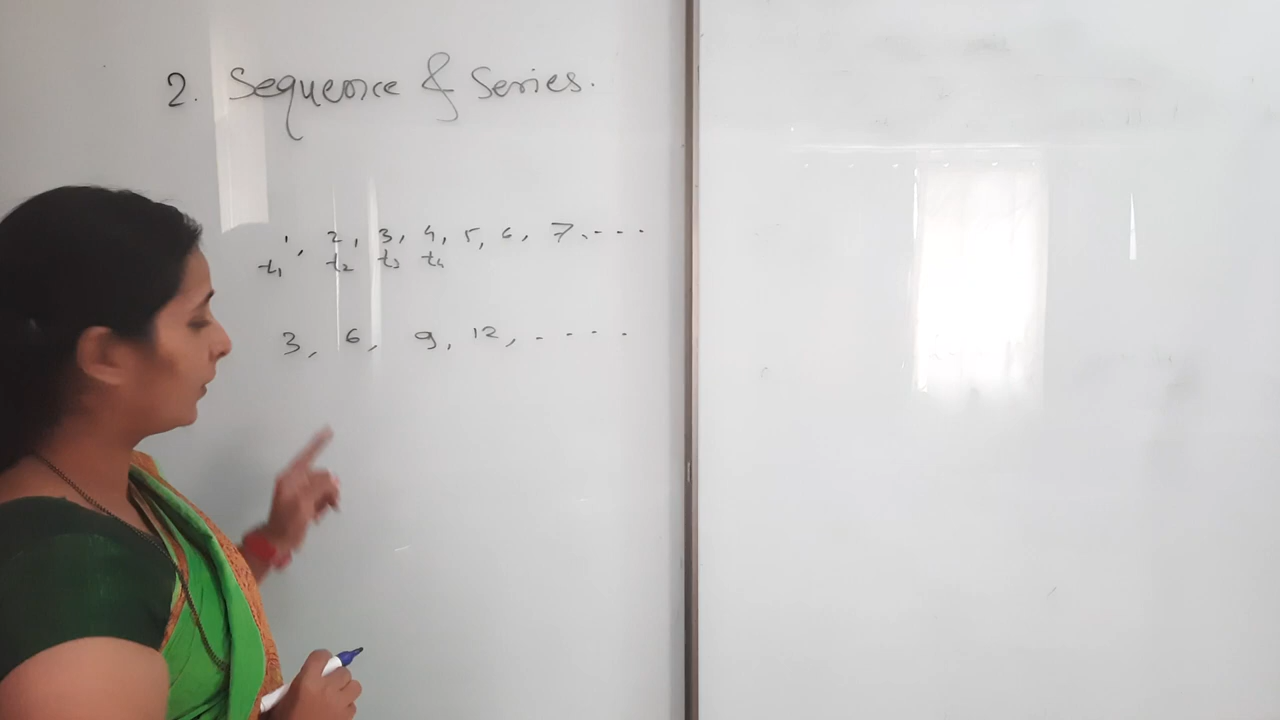 2. Sequence & Series.
1, 2, 3, 4, 5, 6, 7, - - - -
t₁ t₂ t₃ t₄
3, 6, 9, 12, - - - -